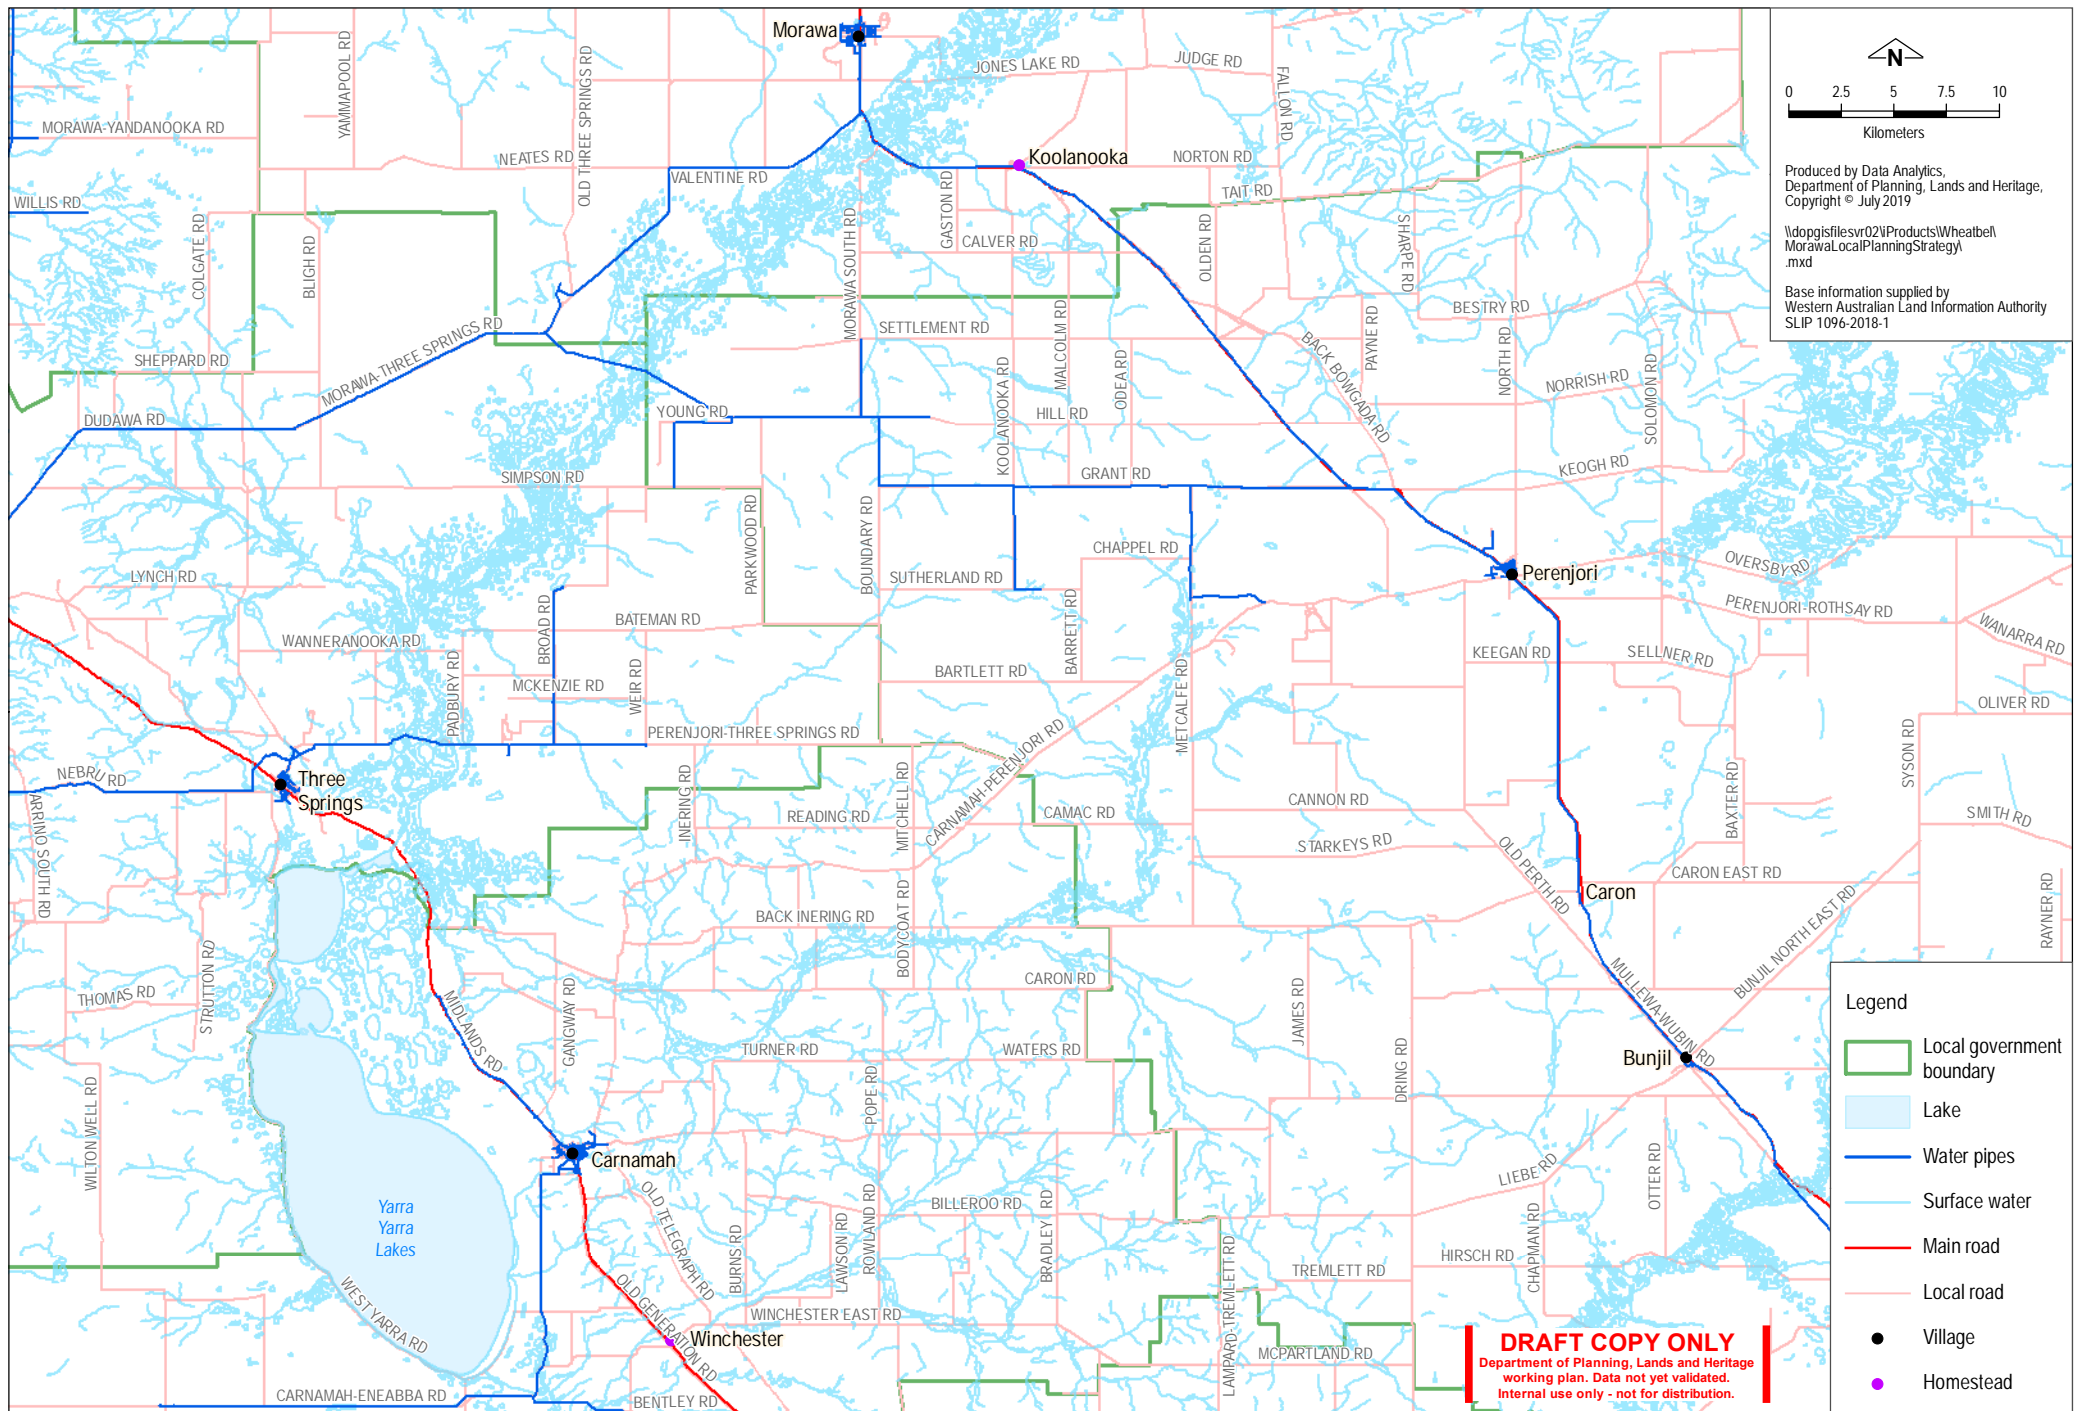 Morawa
JONES LAKE RD
JUDGE RD
YAMMAPOOL RD
OLD THREE SPRINGS RD
FALLON RD
MORAWA-YANDANOOKA RD
NEATES RD
VALENTINE RD
Koolanooka
NORTON RD
TAIT RD
WILLIS RD
COLGATE RD
BLIGH RD
GASTON RD
CALVER RD
MORAWA SOUTH RD
OLDEN RD
SHARPE RD
BESTRY RD
SHEPPARD RD
MORAWA-THREE SPRINGS RD
SETTLEMENT RD
KOOLANOOKA RD
MALCOLM RD
ODEA RD
BACK BOWGADA RD
PAYNE RD
NORTH RD
NORRISH RD
SOLOMON RD
DUDAWA RD
YOUNG RD
HILL RD
SIMPSON RD
GRANT RD
KEOGH RD
PARKWOOD RD
BOUNDARY RD
CHAPPEL RD
LYNCH RD
SUTHERLAND RD
Perenjori
OVERSBY RD
BROAD RD
BATEMAN RD
BARRETT RD
PERENJORI-ROTHSAY RD
WANARRA RD
WANNERANOOKA RD
PADBURY RD
MCKENZIE RD
WEIR RD
BARTLETT RD
METCALFE RD
KEEGAN RD
SELLNER RD
OLIVER RD
PERENJORI-THREE SPRINGS RD
CARNAMAH-PERENJORI RD
SYSON RD
NEBRU RD
Three
Springs
ARRINO SOUTH RD
INERING RD
READING RD
MITCHELL RD
CAMAC RD
CANNON RD
BAXTER RD
SMITH RD
STARKEYS RD
OLD PERTH RD
CARON EAST RD
Caron
BACK INERING RD
BODYCOAT RD
BUNJIL NORTH EAST RD
RAYNER RD
STRUTTON RD
THOMAS RD
CARON RD
MIDLANDS RD
GANGWAY RD
JAMES RD
MULLEWA-WUBIN RD
TURNER RD
WATERS RD
Bunjil
WILTON WELL RD
POPE RD
DRING RD
Carnamah
LIEBE RD
OTTER RD
Yarra
Yarra
Lakes
OLD TELEGRAPH RD
BURNS RD
LAWSON RD
ROWLAND RD
BILLEROO RD
BRADLEY RD
LAMPARD-TREMLETT RD
TREMLETT RD
HIRSCH RD
CHAPMAN RD
WEST YARRA RD
OLD GENERATION RD
WINCHESTER EAST RD
Winchester
MCPARTLAND RD
CARNAMAH-ENEABBA RD
BENTLEY RD
N
0 2.5 5 7.5 10
Kilometers
Produced by Data Analytics,
Department of Planning, Lands and Heritage,
Copyright © July 2019
\\dopgisfilesvr02\iProducts\Wheatbel\
MorawaLocalPlanningStrategy\
.mxd
Base information supplied by
Western Australian Land Information Authority
SLIP 1096-2018-1
Legend
Local government
boundary
Lake
Water pipes
Surface water
Main road
Local road
Village
Homestead
DRAFT COPY ONLY
Department of Planning, Lands and Heritage
working plan. Data not yet validated.
Internal use only - not for distribution.